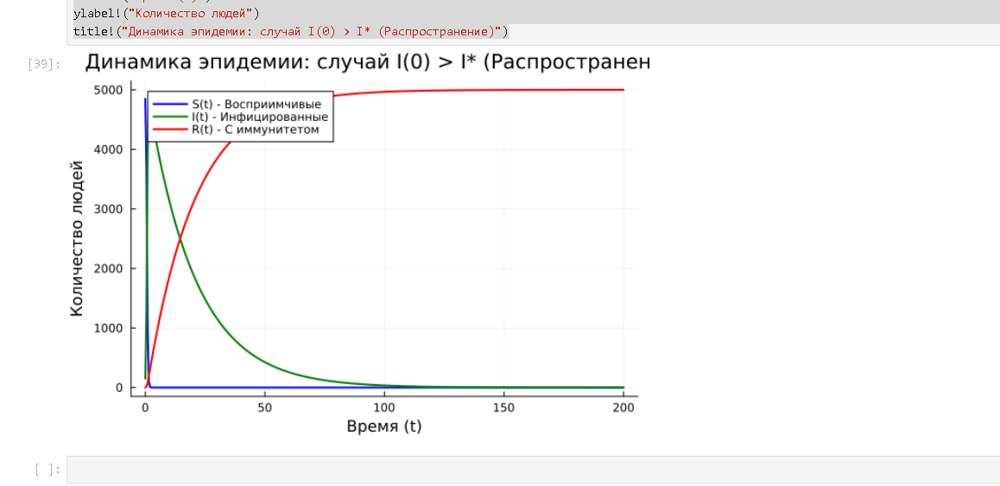 ylabel!("Количество людей")
title!("Динамика эпидемии: случай I(0) > I* (Распространение)")
[39]:
Динамика эпидемии: случай I(0) > I* (Распространен
5000
4000
3000
2000
1000
0
Количество людей
S(t) - Восприимчивые
I(t) - Инфицированные
R(t) - С иммунитетом
0 50 100 150 200
Время (t)
[ ]: